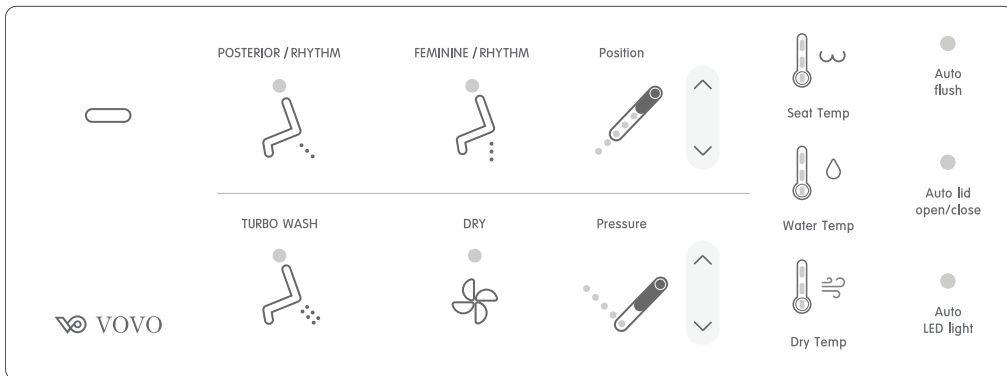 POSTERIOR / RHYTHM
FEMININE / RHYTHM
Position
Seat Temp
Auto
flush
TURBO WASH
DRY
Pressure
Water Temp
Auto lid
open/close
Dry Temp
Auto
LED light
VOVO